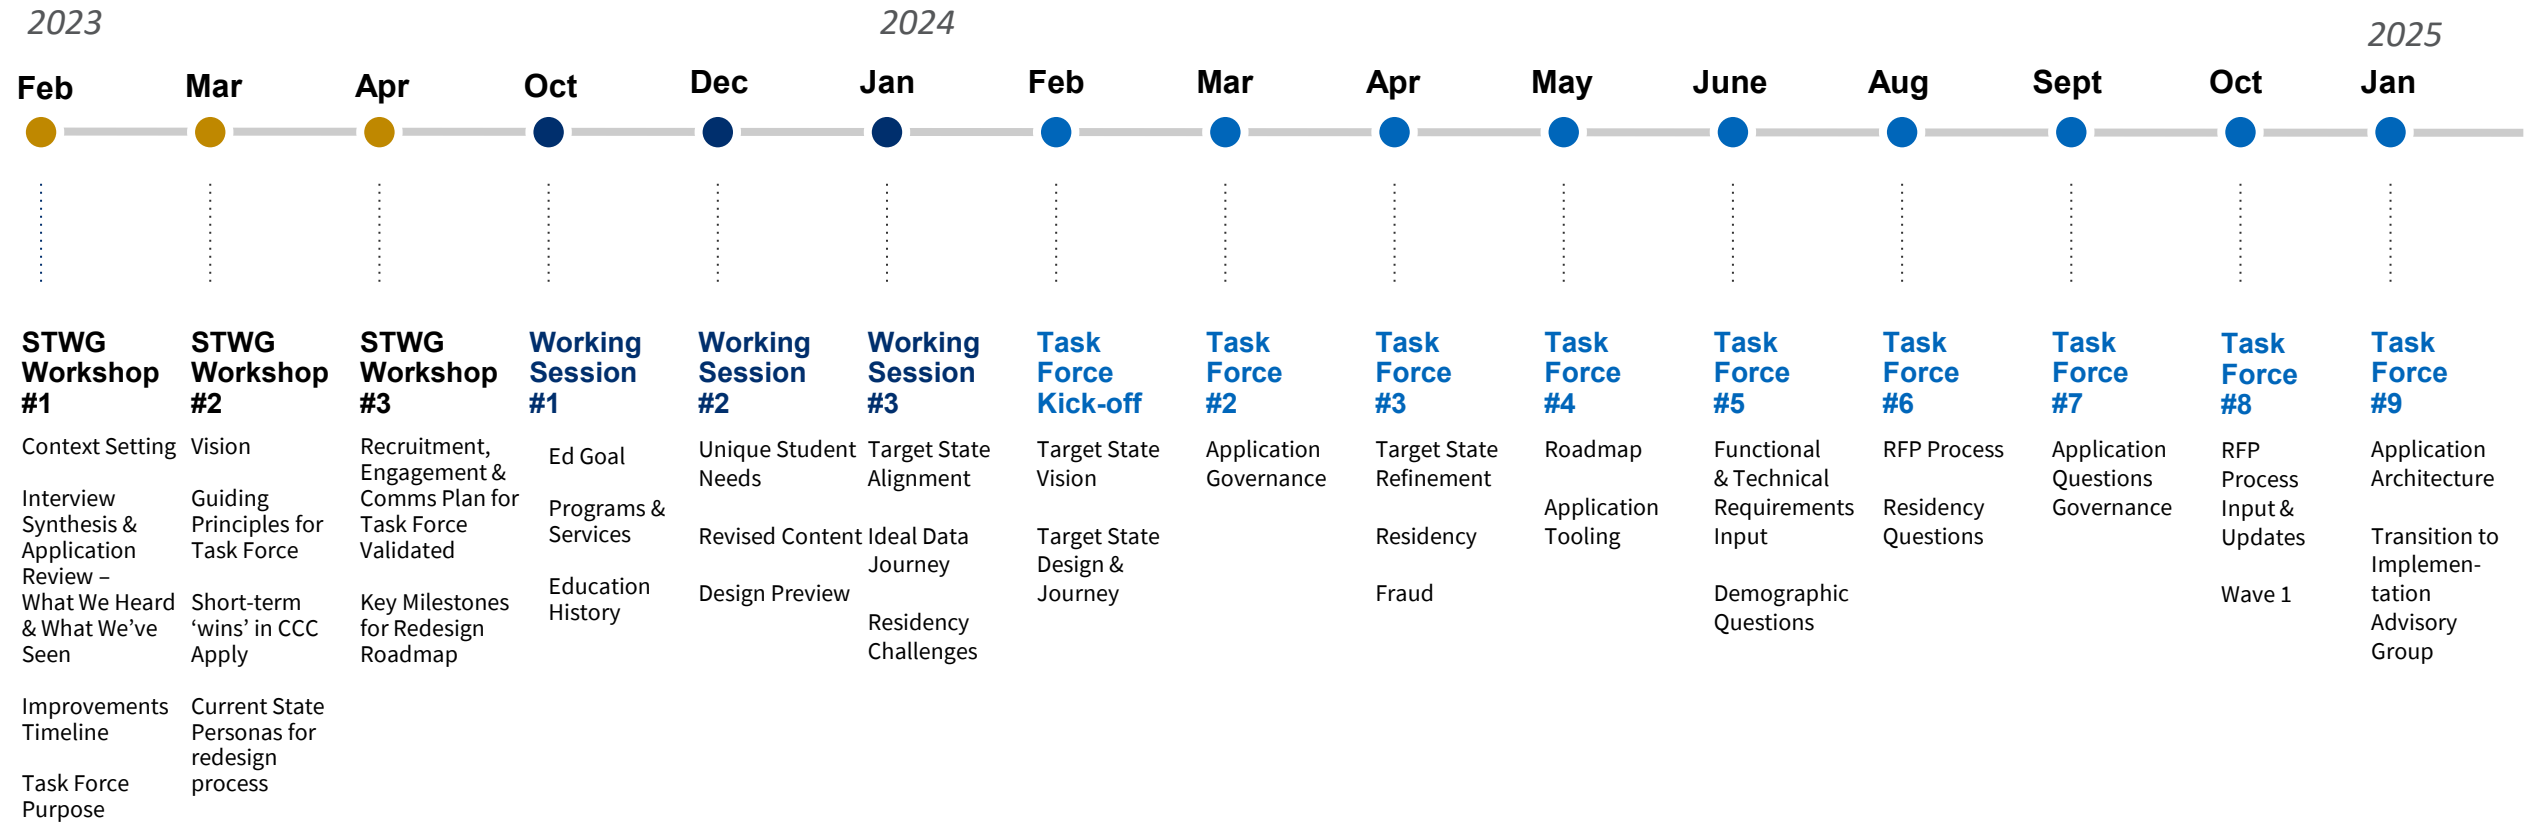 2023
2024
2025
Feb
Mar
Apr
Oct
Dec
Jan
Feb
Mar
Apr
May
June
Aug
Sept
Oct
Jan
STWG
Workshop
#1
Context Setting
Interview
Synthesis &
Application
Review –
What We Heard
& What We’ve
Seen
Improvements
Timeline
Task Force
Purpose
STWG
Workshop
#2
Vision
Guiding
Principles for
Task Force
Short-term
‘wins’ in CCC
Apply
Current State
Personas for
redesign
process
STWG
Workshop
#3
Recruitment,
Engagement &
Comms Plan for
Task Force
Validated
Key Milestones
for Redesign
Roadmap
Working
Session
#1
Ed Goal
Programs &
Services
Education
History
Working
Session
#2
Unique Student
Needs
Revised Content
Design Preview
Working
Session
#3
Target State
Alignment
Ideal Data
Journey
Residency
Challenges
Task
Force
Kick-off
Target State
Vision
Target State
Design &
Journey
Task
Force
#2
Application
Governance
Task
Force
#3
Target State
Refinement
Residency
Fraud
Task
Force
#4
Roadmap
Application
Tooling
Task
Force
#5
Functional
& Technical
Requirements
Input
Demographic
Questions
Task
Force
#6
RFP Process
Residency
Questions
Task
Force
#7
Application
Questions
Governance
Task
Force
#8
RFP
Process
Input &
Updates
Wave 1
Task
Force
#9
Application
Architecture
Transition to
Implemen-
tation
Advisory
Group